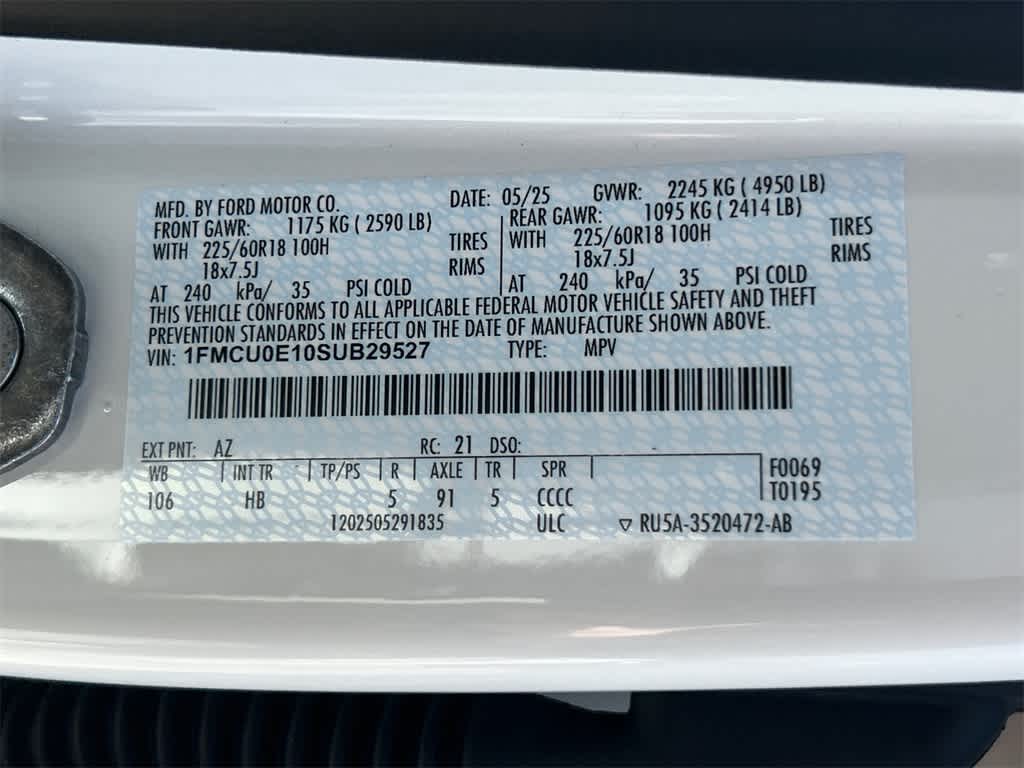 MFD. BY FORD MOTOR CO. DATE: 05/25 GVWR: 2245 KG ( 4950 LB)
FRONT GAWR: 1175 KG ( 2590 LB) REAR GAWR: 1095 KG ( 2414 LB)
WITH 225/60R18 100H TIRES WITH 225/60R18 100H TIRES
18x7.5J RIMS 18x7.5J RIMS
AT 240 kPa/ 35 PSI COLD AT 240 kPa/ 35 PSI COLD
THIS VEHICLE CONFORMS TO ALL APPLICABLE FEDERAL MOTOR VEHICLE SAFETY AND THEFT
PREVENTION STANDARDS IN EFFECT ON THE DATE OF MANUFACTURE SHOWN ABOVE.
VIN: 1FMCU0E10SUB29527 TYPE: MPV
EXT PNT: AZ RC: 21 DSO:
WB INT TR TP/PS R AXLE TR SPR F0069
106 HB 5 91 5 CCCC T0195
1202505291835 ULC ▽ RU5A-3520472-AB